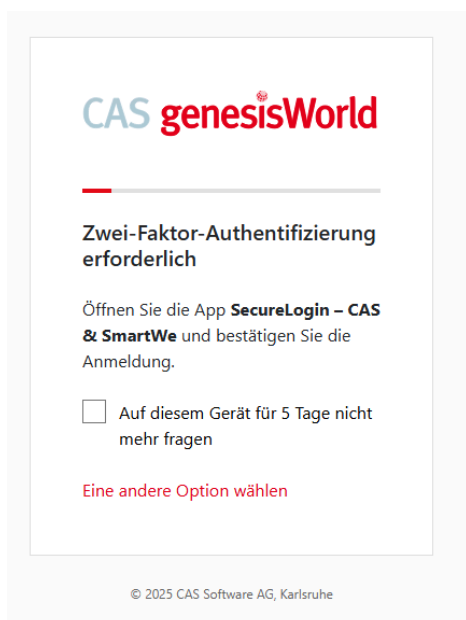 CAS genesisWorld
Zwei-Faktor-Authentifizierung
erforderlich
Öffnen Sie die App SecureLogin – CAS
& SmartWe und bestätigen Sie die
Anmeldung.
Auf diesem Gerät für 5 Tage nicht
mehr fragen
Eine andere Option wählen
© 2025 CAS Software AG, Karlsruhe